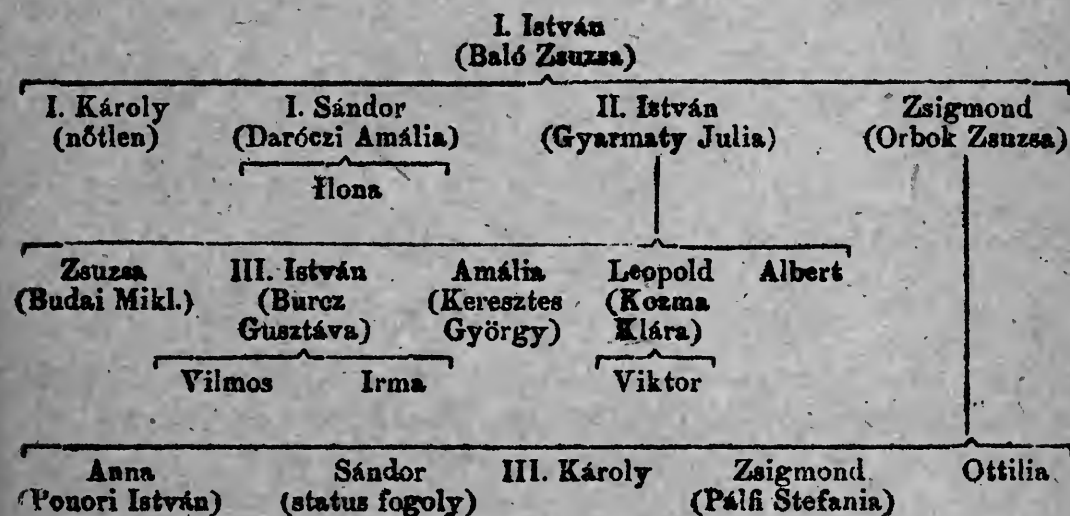 I. István
(Baló Zsuzsa)
I. Károly I. Sándor II. István Zsigmond
(nőtlen) (Daróczi Amália) (Gyarmaty Julia) (Orbok Zsuzsa)
Ilona
Zsuzsa III. István Amália Leopold Albert
(Budai Mikl.) (Burcz (Keresztes (Kozma
Gusztáva) György) Klára)
Vilmos Irma Viktor
Anna Sándor III. Károly Zsigmond Ottilia
(Ponori István) (status fogoly) (Pálfi Stefania)